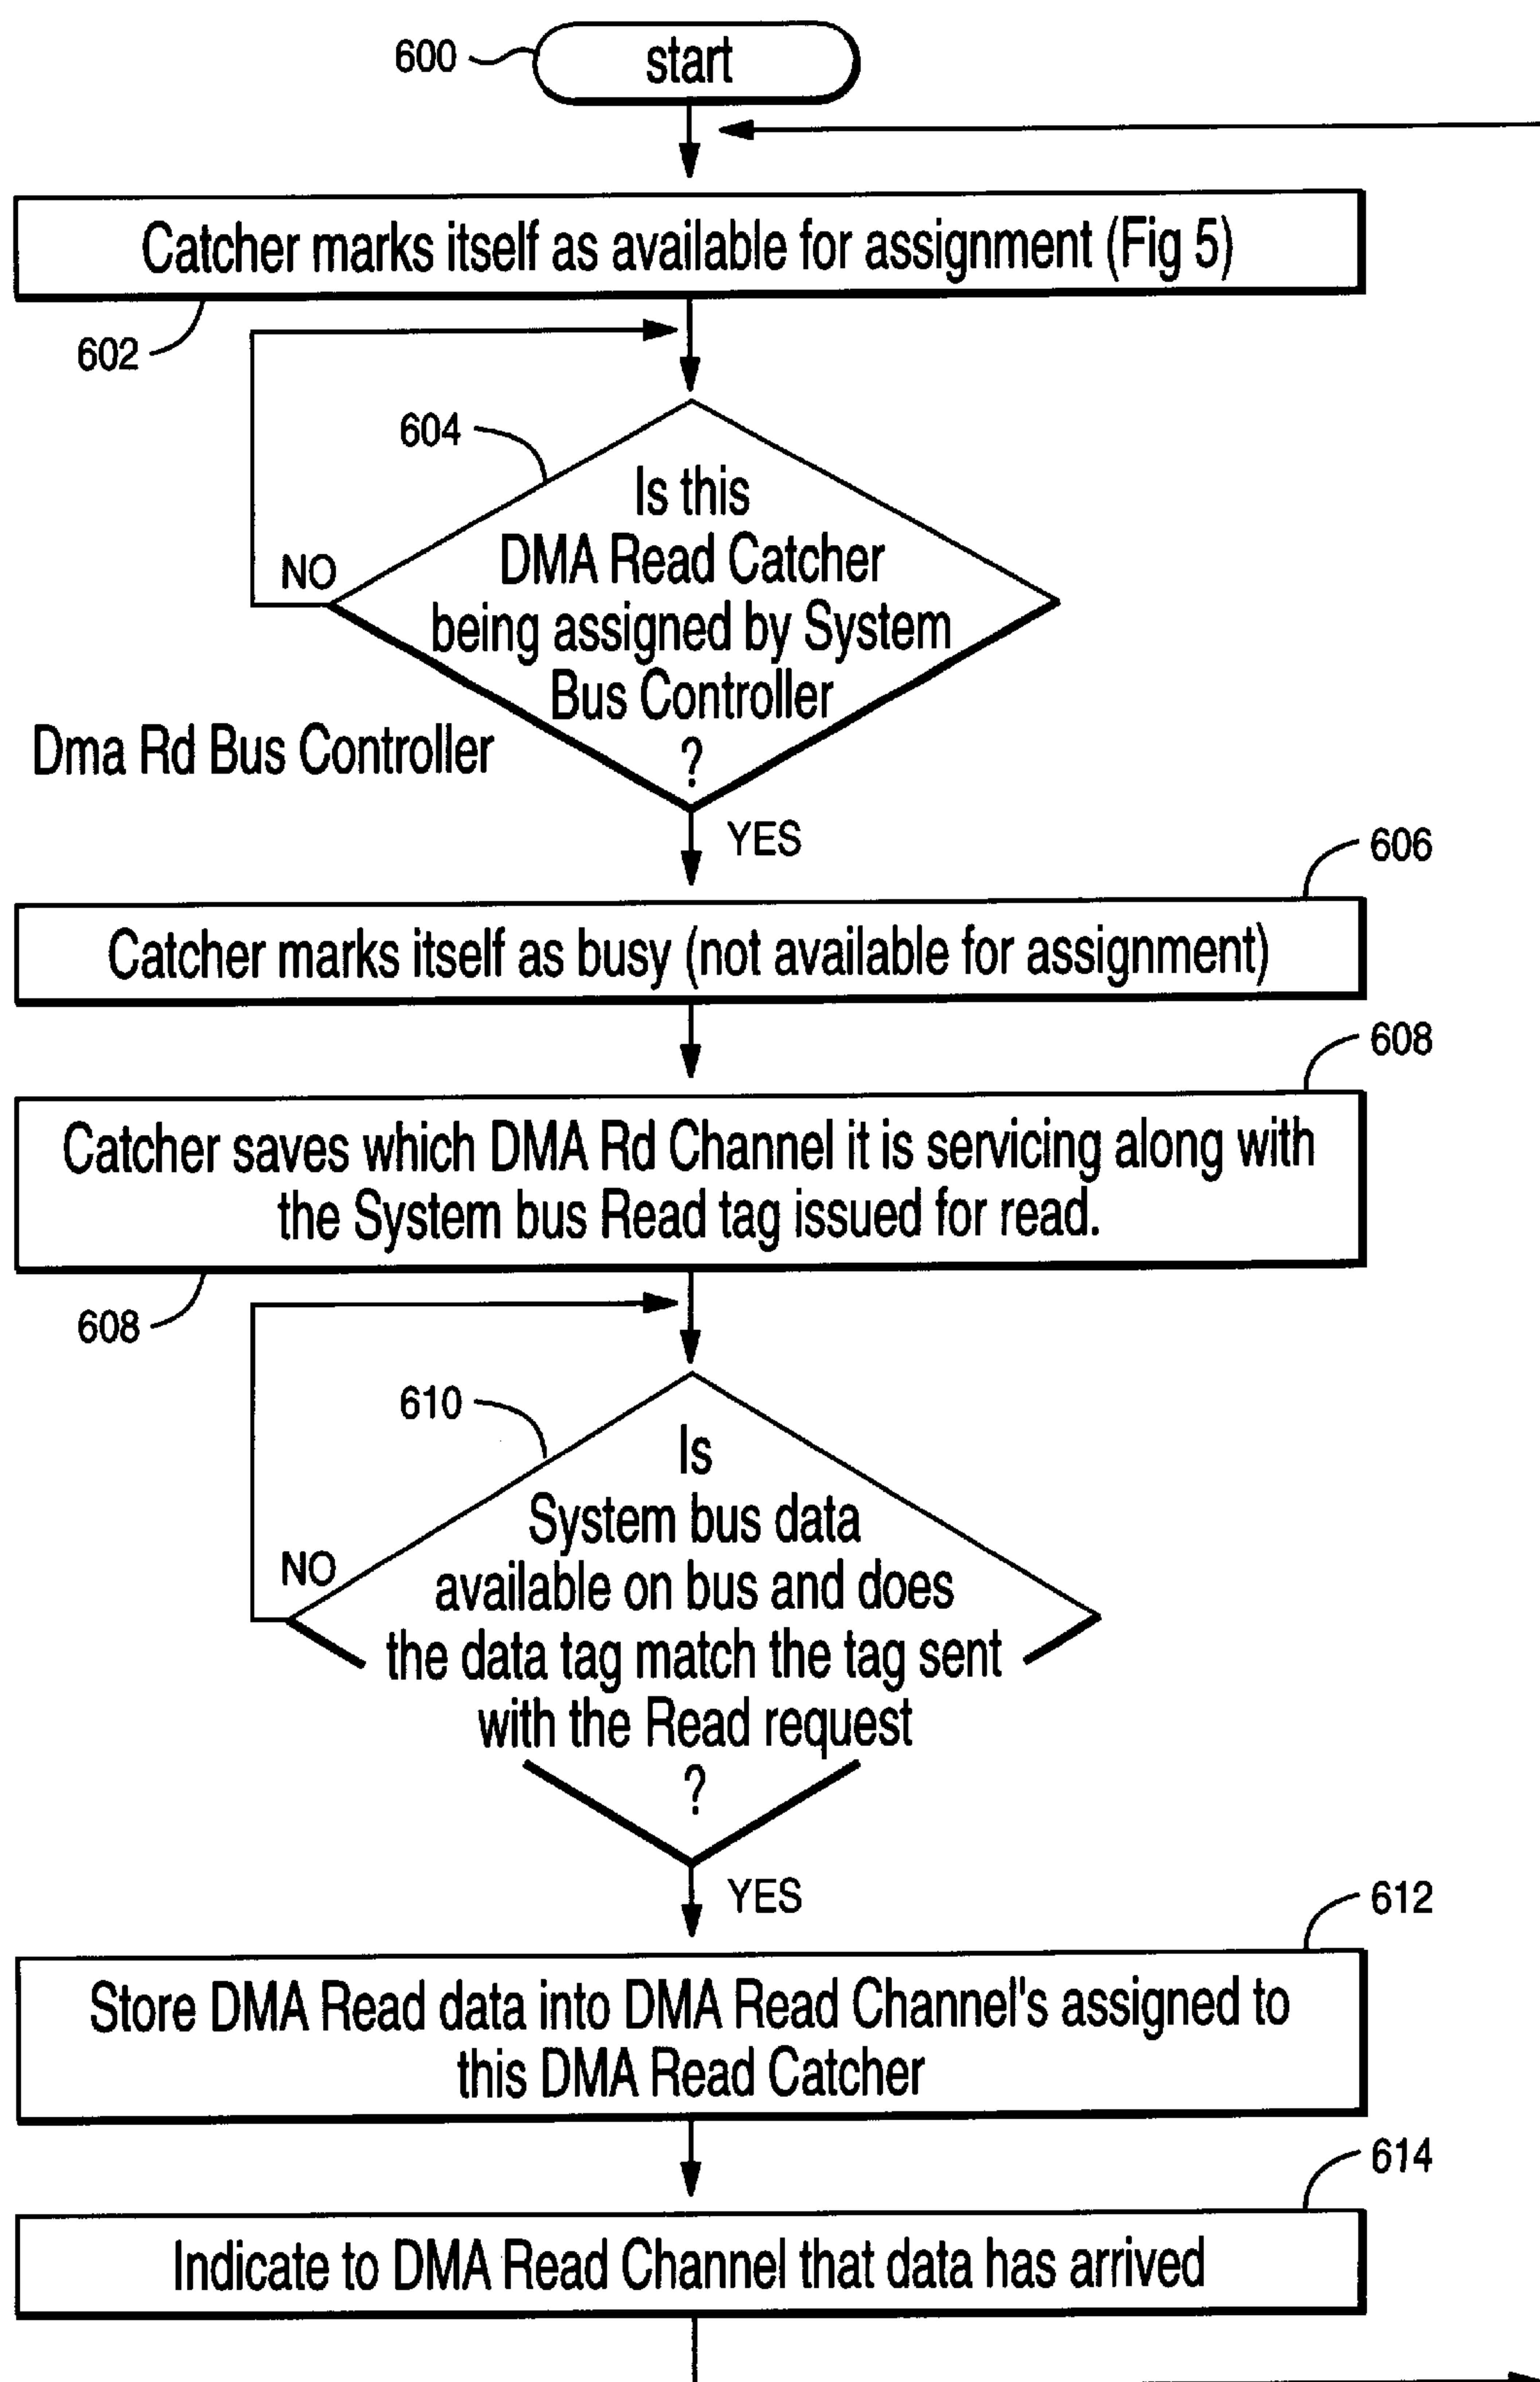 600
start
Catcher marks itself as available for assignment (Fig 5)
602
604
Is this
DMA Read Catcher
being assigned by System
Bus Controller
?
NO
Dma Rd Bus Controller
YES
606
Catcher marks itself as busy (not available for assignment)
608
Catcher saves which DMA Rd Channel it is servicing along with
the System bus Read tag issued for read.
608
610
Is
System bus data
available on bus and does
the data tag match the tag sent
with the Read request
?
NO
YES
612
Store DMA Read data into DMA Read Channel's assigned to
this DMA Read Catcher
614
Indicate to DMA Read Channel that data has arrived